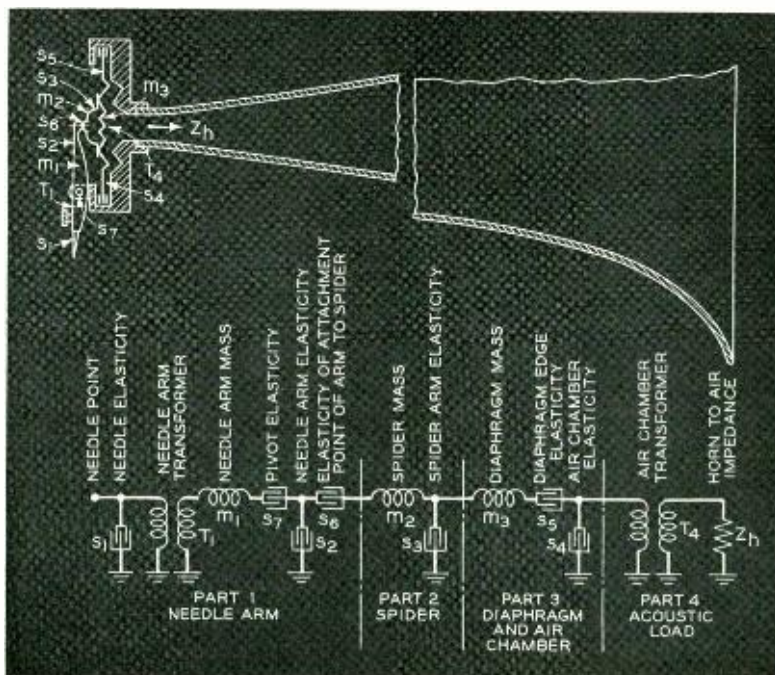 s5
s3
m2
s6
s2
m1
T1
s1
s7
m3
Zh
T4
s4
NEEDLE POINT
NEEDLE ELASTICITY
NEEDLE ARM
TRANSFORMER
NEEDLE ARM MASS
PIVOT ELASTICITY
NEEDLE ARM ELASTICITY
ELASTICITY OF ATTACHMENT
POINT OF ARM TO SPIDER
SPIDER MASS
SPIDER ARM ELASTICITY
DIAPHRAGM MASS
DIAPHRAGM EDGE
ELASTICITY
AIR CHAMBER
ELASTICITY
AIR CHAMBER
TRANSFORMER
HORN TO AIR
IMPEDANCE
s1
T1
m1
s7
s2
s6
m2
s3
m3
s5
s4
T4
Zh
PART 1
NEEDLE ARM
PART 2
SPIDER
PART 3
DIAPHRAGM
AND AIR
CHAMBER
PART 4
ACOUSTIC
LOAD